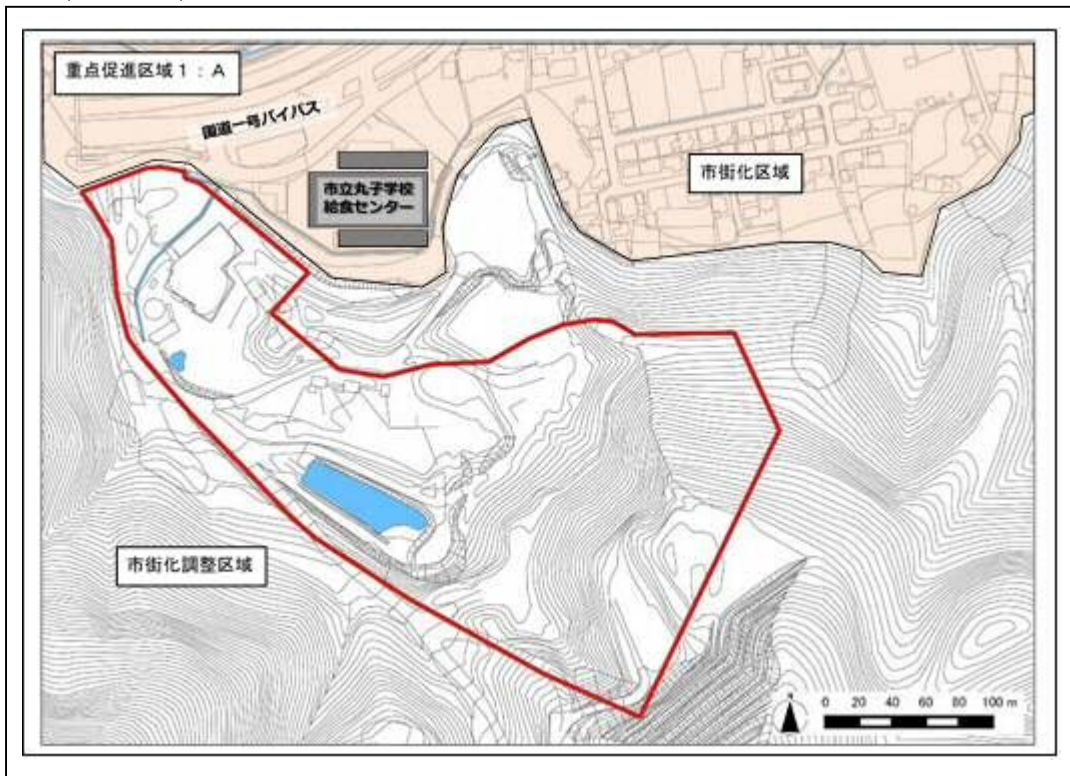 重点促進区域1:A
国道一号バイパス
市立丸子学校
給食センター
市街化区域
市街化調整区域
0 20 40 60 80 100 m